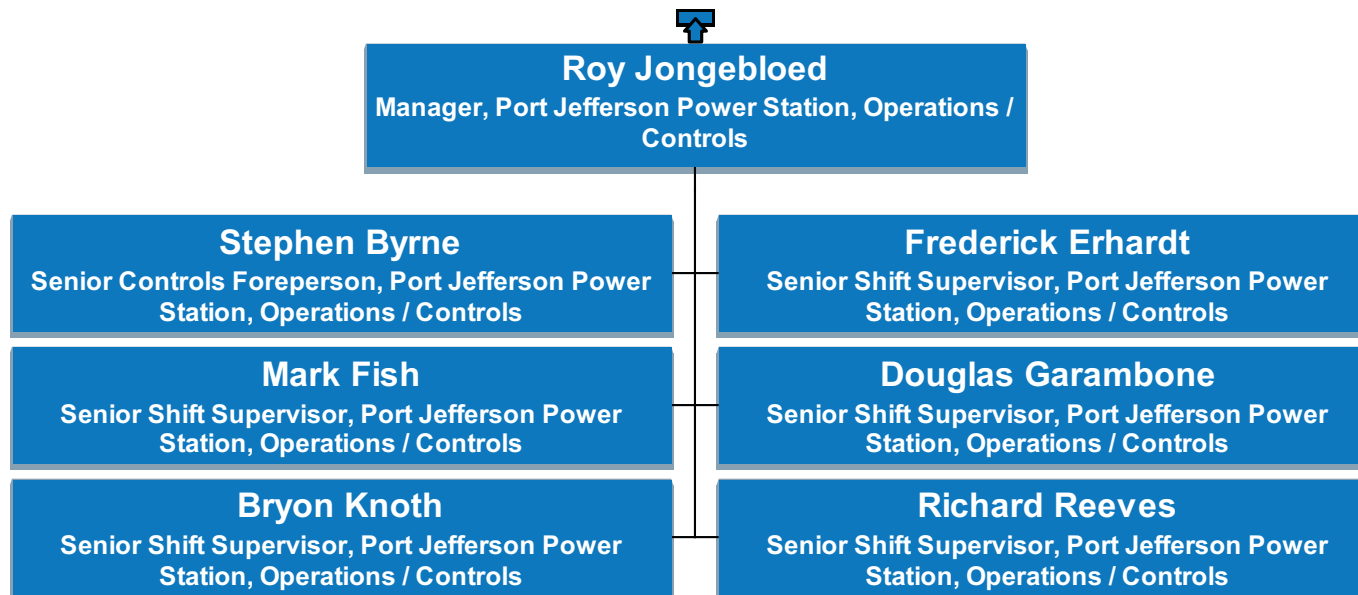 Roy Jongebloed
Manager, Port Jefferson Power Station, Operations /
Controls
Stephen Byrne
Senior Controls Foreperson, Port Jefferson Power
Station, Operations / Controls
Frederick Erhardt
Senior Shift Supervisor, Port Jefferson Power
Station, Operations / Controls
Mark Fish
Senior Shift Supervisor, Port Jefferson Power
Station, Operations / Controls
Douglas Garambone
Senior Shift Supervisor, Port Jefferson Power
Station, Operations / Controls
Bryon Knoth
Senior Shift Supervisor, Port Jefferson Power
Station, Operations / Controls
Richard Reeves
Senior Shift Supervisor, Port Jefferson Power
Station, Operations / Controls